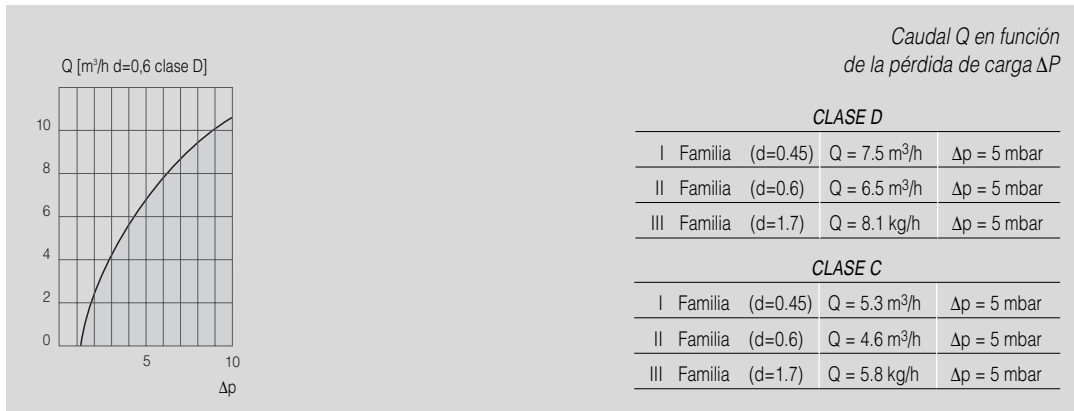 Caudal Q en función
de la pérdida de carga ΔP
Q [m³/h d=0,6 clase D]
10
8
6
4
2
0
5
10
Δp
CLASE D
I Familia (d=0.45) Q = 7.5 m³/h Δp = 5 mbar
II Familia (d=0.6) Q = 6.5 m³/h Δp = 5 mbar
III Familia (d=1.7) Q = 8.1 kg/h Δp = 5 mbar
CLASE C
I Familia (d=0.45) Q = 5.3 m³/h Δp = 5 mbar
II Familia (d=0.6) Q = 4.6 m³/h Δp = 5 mbar
III Familia (d=1.7) Q = 5.8 kg/h Δp = 5 mbar